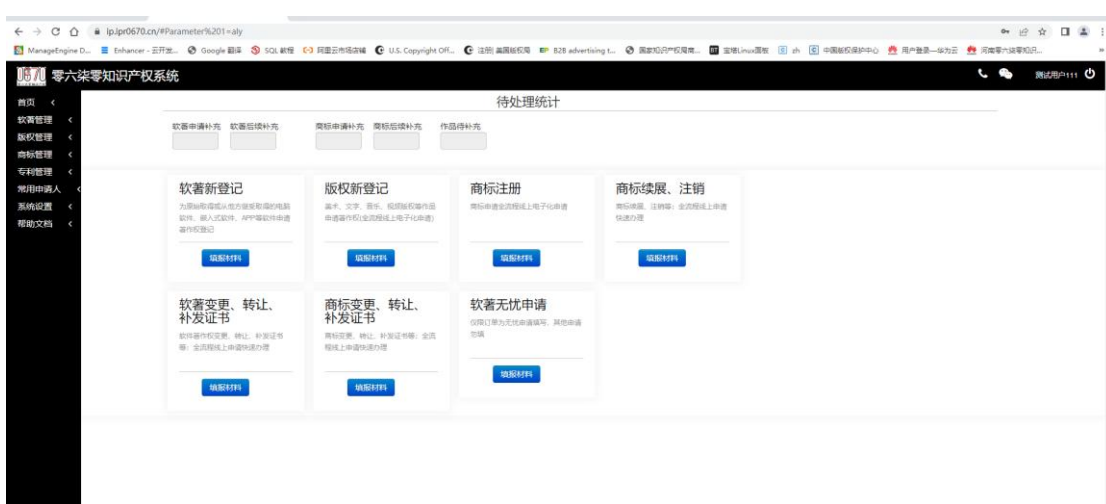 ip.ipr0670.cn/#Parameter%201=aly
ManageEngine D... Enhancer - 云开发... Google 翻译 SQL 教程 阿里云市场店铺 U.S. Copyright Off... 注册| 美国版权局 B2B advertising t... 国家知识产权局商... 宝塔Linux面板 zh 中国版权保护中心 用户登录—华为云 河南零六柒零知识...
零六柒零知识产权系统
测试用户111
首页
软著管理
版权管理
商标管理
专利管理
常用申请人
系统设置
帮助文档
待处理统计
软著申请补充 软著后续补充 商标申请补充 商标后续补充 作品待补充
软著新登记
为原始取得或从他方继受取得的电脑
软件、嵌入式软件、APP等软件申请
著作权登记
填报材料
版权新登记
美术、文字、音乐、视频版权等作品
申请著作权(全流程线上电子化申请)
填报材料
商标注册
商标申请全流程线上电子化申请
填报材料
商标续展、注销
商标续展、注销等；全流程线上申请
快速办理
填报材料
软著变更、转让、
补发证书
软件著作权变更、转让、补发证书
等；全流程线上申请快速办理
填报材料
商标变更、转让、
补发证书
商标变更、转让、补发证书等；全流
程线上申请快速办理
填报材料
软著无忧申请
仅限订单为无忧申请填写，其他申请
勿填
填报材料